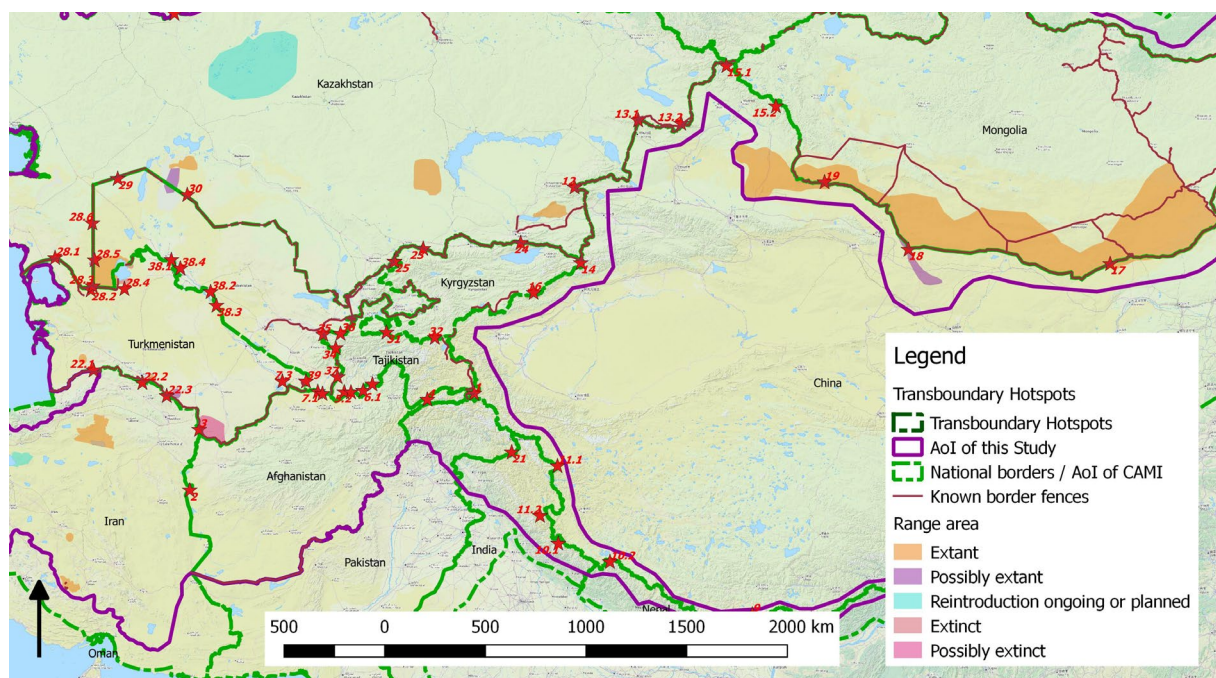 Kazakhstan
15.1
15.2
13.1
13.2
Mongolia
29
30
12
19
28.6
25
24
28.1
28.5
38.1
38.4
25
14
18
17
28.3
28.2
28.4
38.2
38.3
Kyrgyzstan
35
31
32
34
Turkmenistan
Tajikistan
22.1
22.2
22.3
7.3
39
37
7.1
6.1
3
China
Afghanistan
21
11.1
2
Iran
11.2
India
10.1
10.2
Pakistan
Nepal
Oman
500 0 500 1000 1500 2000 km
Legend
Transboundary Hotspots
Transboundary Hotspots
AoI of this Study
National borders / AoI of CAMI
Known border fences
Range area
Extant
Possibly extant
Reintroduction ongoing or planned
Extinct
Possibly extinct